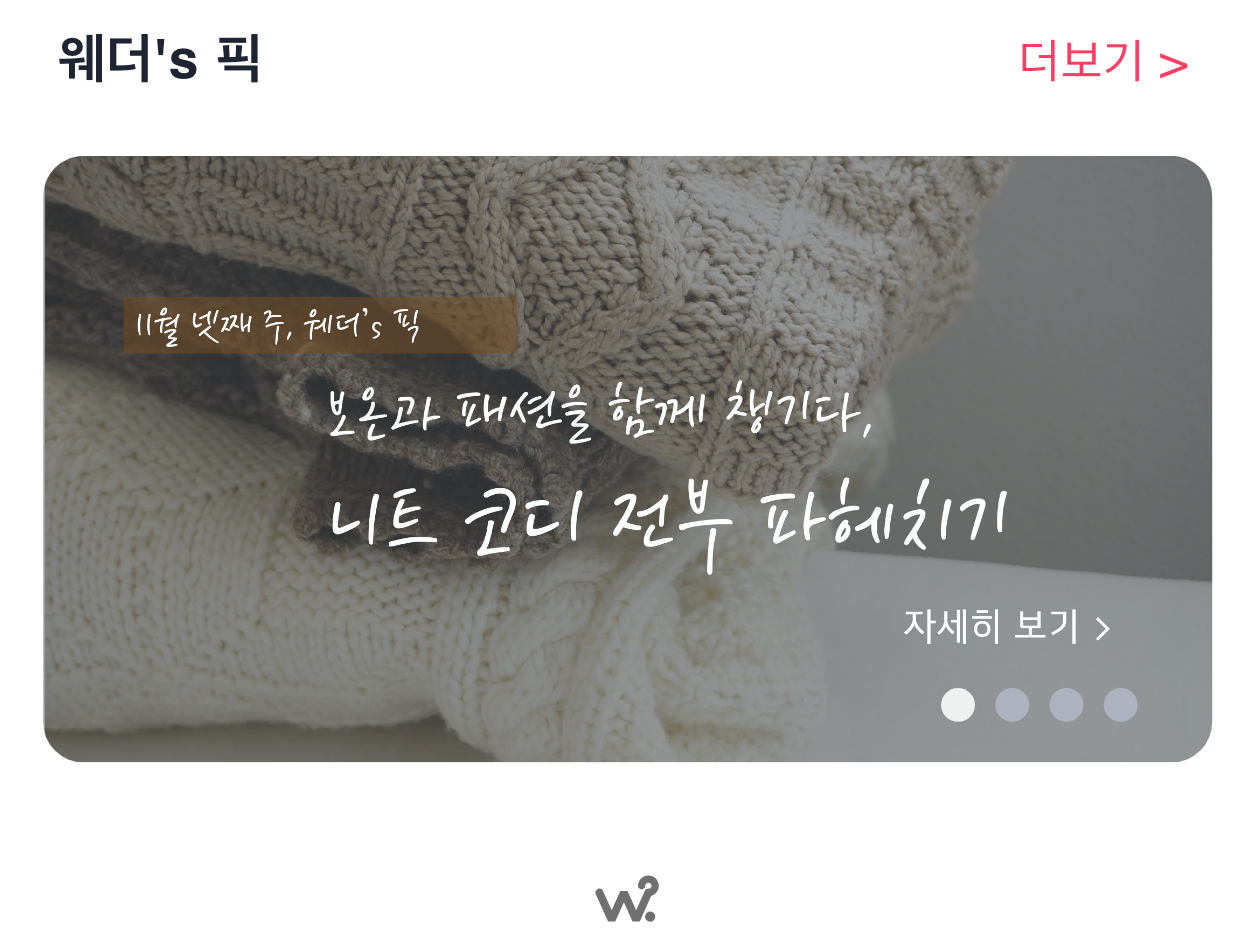 웨더's 픽
더보기 >
11월 넷째 주, 웨더's 픽
보온과 패션을 함께 챙기다,
니트 코디 전부 파헤치기
자세히 보기 >
W?